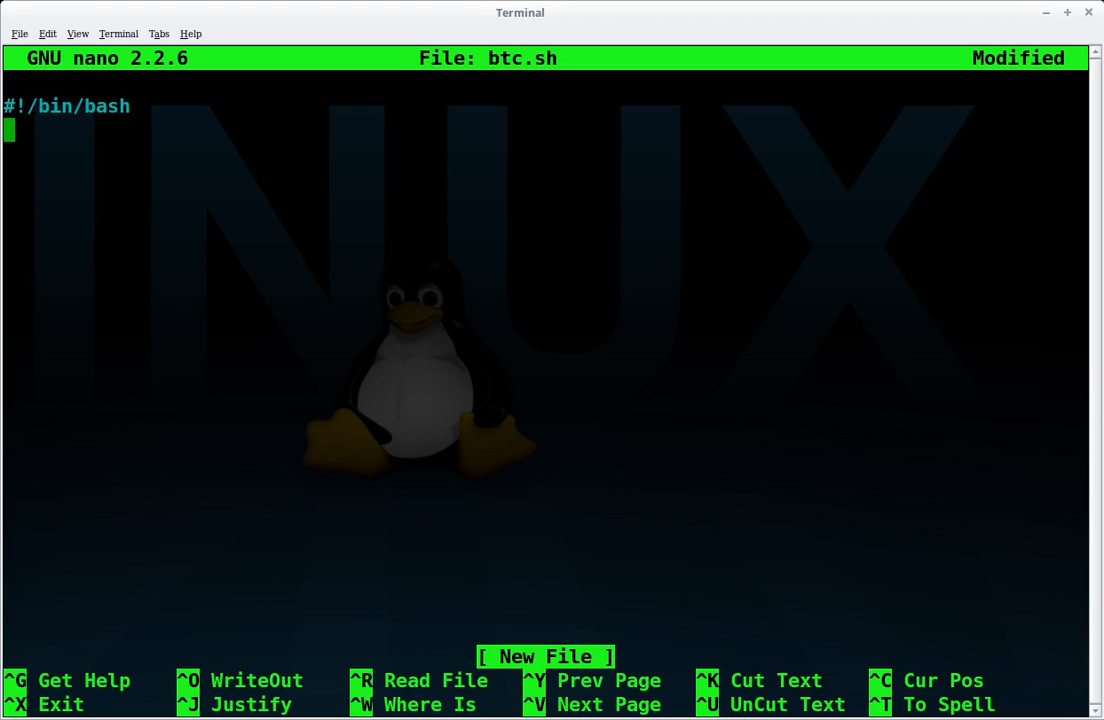 Terminal
File Edit View Terminal Tabs Help
GNU nano 2.2.6 File: btc.sh Modified
#!/bin/bash
INUX
[ New File ]
^G Get Help ^O WriteOut ^R Read File ^Y Prev Page ^K Cut Text ^C Cur Pos
^X Exit ^J Justify ^W Where Is ^V Next Page ^U UnCut Text ^T To Spell